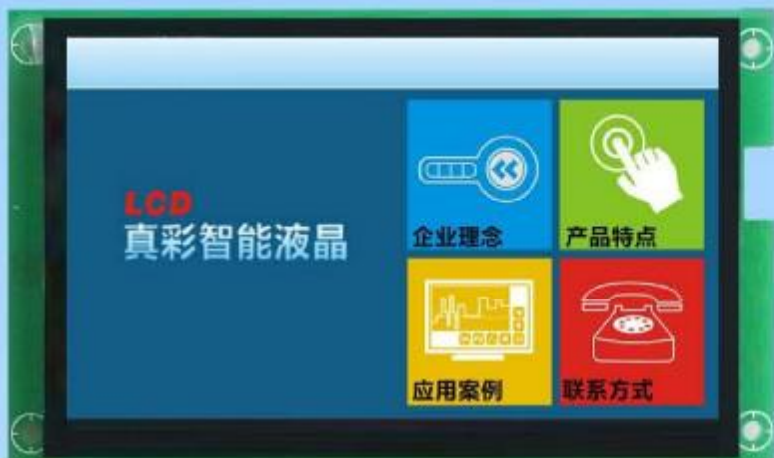 LCD
真彩智能液晶
企业理念
产品特点
应用案例
联系方式